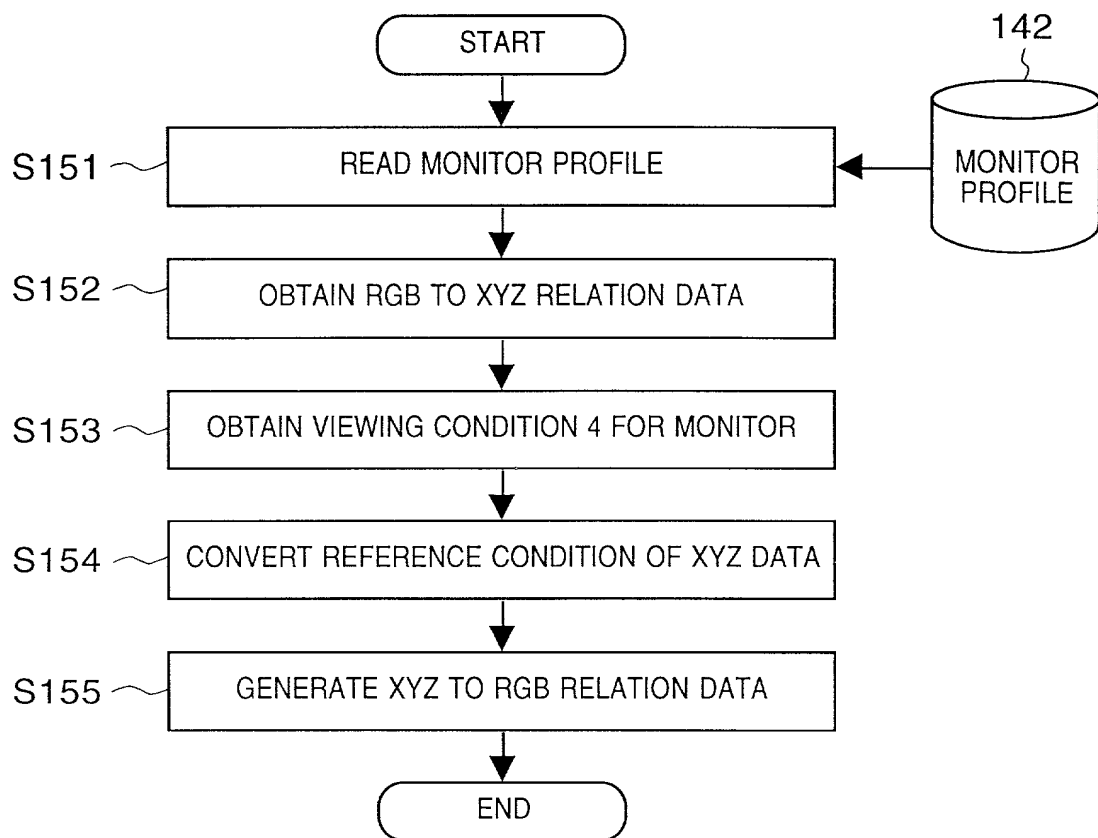 START
142
S151
READ MONITOR PROFILE
MONITOR
PROFILE
S152
OBTAIN RGB TO XYZ RELATION DATA
S153
OBTAIN VIEWING CONDITION 4 FOR MONITOR
S154
CONVERT REFERENCE CONDITION OF XYZ DATA
S155
GENERATE XYZ TO RGB RELATION DATA
END